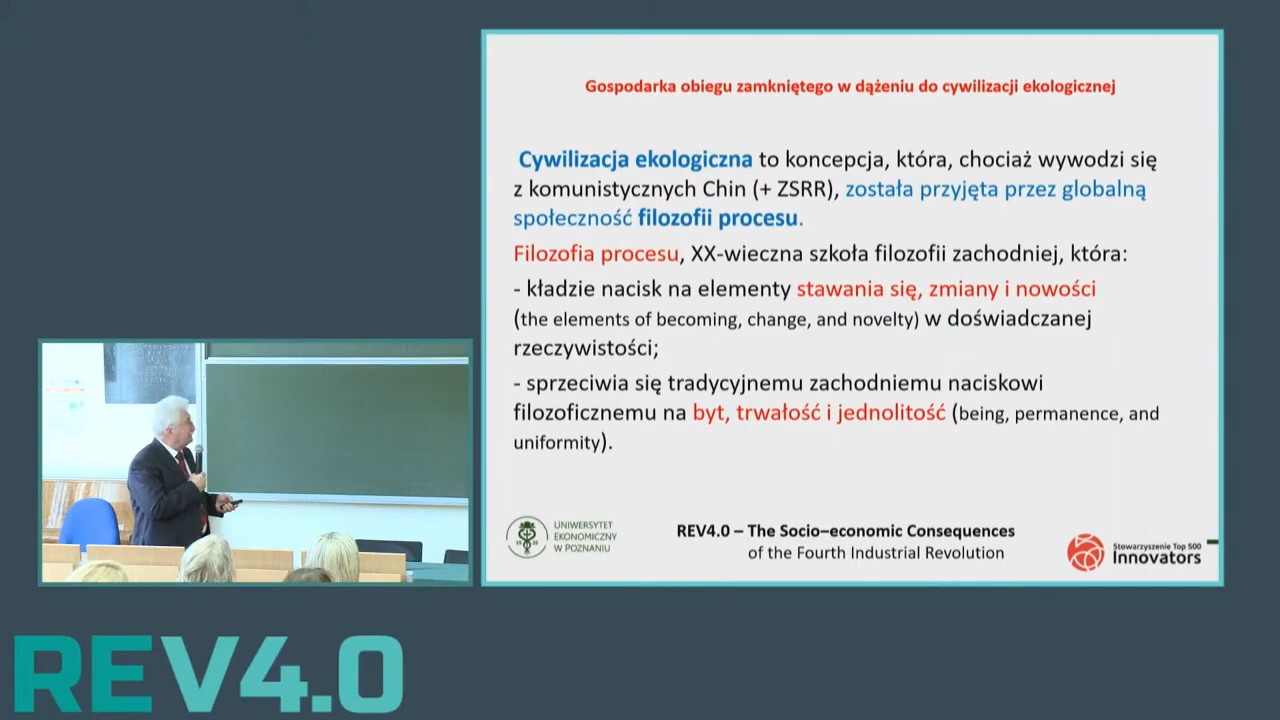 Gospodarka obiegu zamkniętego w dążeniu do cywilizacji ekologicznej
Cywilizacja ekologiczna to koncepcja, która, chociaż wywodzi się
z komunistycznych Chin (+ ZSRR), została przyjęta przez globalną
społeczność filozofii procesu.
Filozofia procesu, XX-wieczna szkoła filozofii zachodniej, która:
- kładzie nacisk na elementy stawania się, zmiany i nowości
(the elements of becoming, change, and novelty) w doświadczanej
rzeczywistości;
- sprzeciwia się tradycyjnemu zachodniemu naciskowi
filozoficznemu na byt, trwałość i jednolitość (being, permanence, and
uniformity).
UNIWERSYTET
EKONOMICZNY
W POZNANIU
REV4.0 – The Socio–economic Consequences
of the Fourth Industrial Revolution
Stowarzyszenie Top 500
Innovators
REV4.0